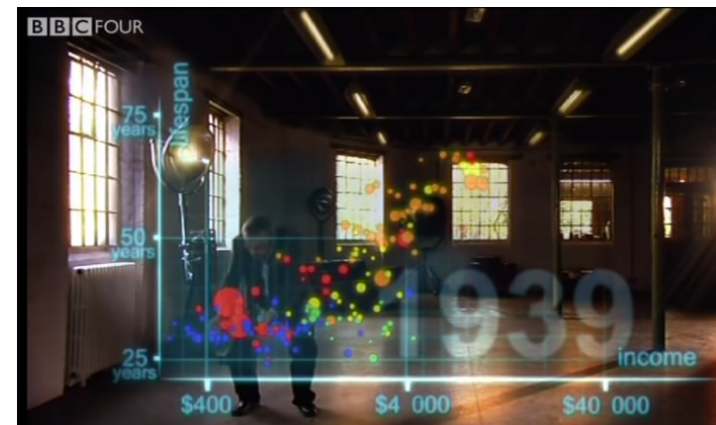 BBC FOUR
lifespan
75
years
50
years
25
years
1939
income
$400
$4 000
$40 000